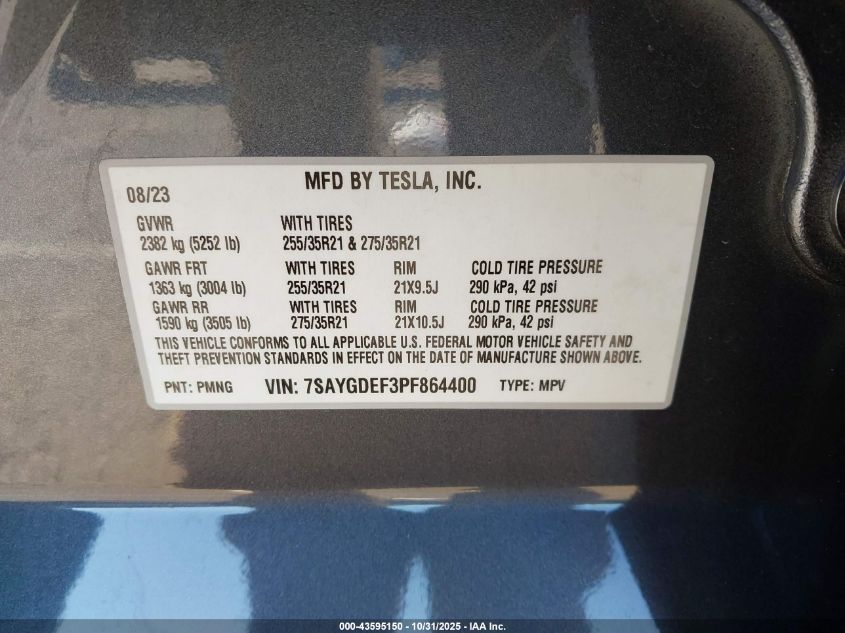 08/23 MFD BY TESLA, INC.
GVWR WITH TIRES
2382 kg (5252 lb) 255/35R21 & 275/35R21
GAWR FRT WITH TIRES RIM COLD TIRE PRESSURE
1363 kg (3004 lb) 255/35R21 21X9.5J 290 kPa, 42 psi
GAWR RR WITH TIRES RIM COLD TIRE PRESSURE
1590 kg (3505 lb) 275/35R21 21X10.5J 290 kPa, 42 psi
THIS VEHICLE CONFORMS TO ALL APPLICABLE U.S. FEDERAL MOTOR VEHICLE SAFETY AND
THEFT PREVENTION STANDARDS IN EFFECT ON THE DATE OF MANUFACTURE SHOWN ABOVE.
PNT: PMNG VIN: 7SAYGDEF3PF864400 TYPE: MPV
000-43595150 - 10/31/2025 - IAA Inc.